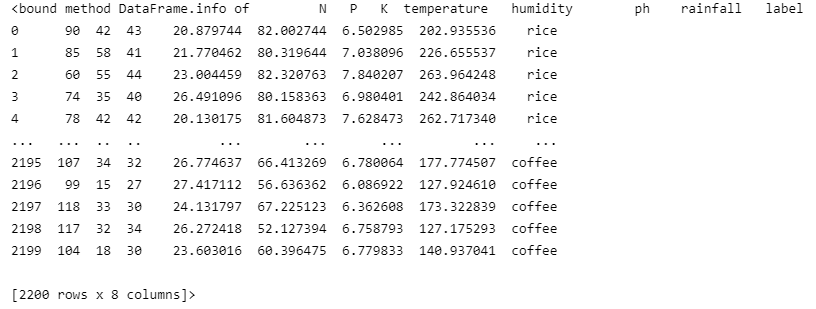 <bound method DataFrame.info of         N   P   K  temperature   humidity        ph    rainfall   label
0      90  42  43    20.879744  82.002744  6.502985  202.935536    rice
1      85  58  41    21.770462  80.319644  7.038096  226.655537    rice
2      60  55  44    23.004459  82.320763  7.840207  263.964248    rice
3      74  35  40    26.491096  80.158363  6.980401  242.864034    rice
4      78  42  42    20.130175  81.604873  7.628473  262.717340    rice
...   ...  ..  ..          ...        ...       ...         ...     ...
2195  107  34  32    26.774637  66.413269  6.780064  177.774507  coffee
2196   99  15  27    27.417112  56.636362  6.086922  127.924610  coffee
2197  118  33  30    24.131797  67.225123  6.362608  173.322839  coffee
2198  117  32  34    26.272418  52.127394  6.758793  127.175293  coffee
2199  104  18  30    23.603016  60.396475  6.779833  140.937041  coffee
[2200 rows x 8 columns]>